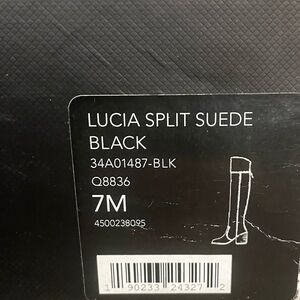 LUCIA SPLIT SUEDE
BLACK
34A01487-BLK
Q8836
7M
4500238095
1 90233 24327 2